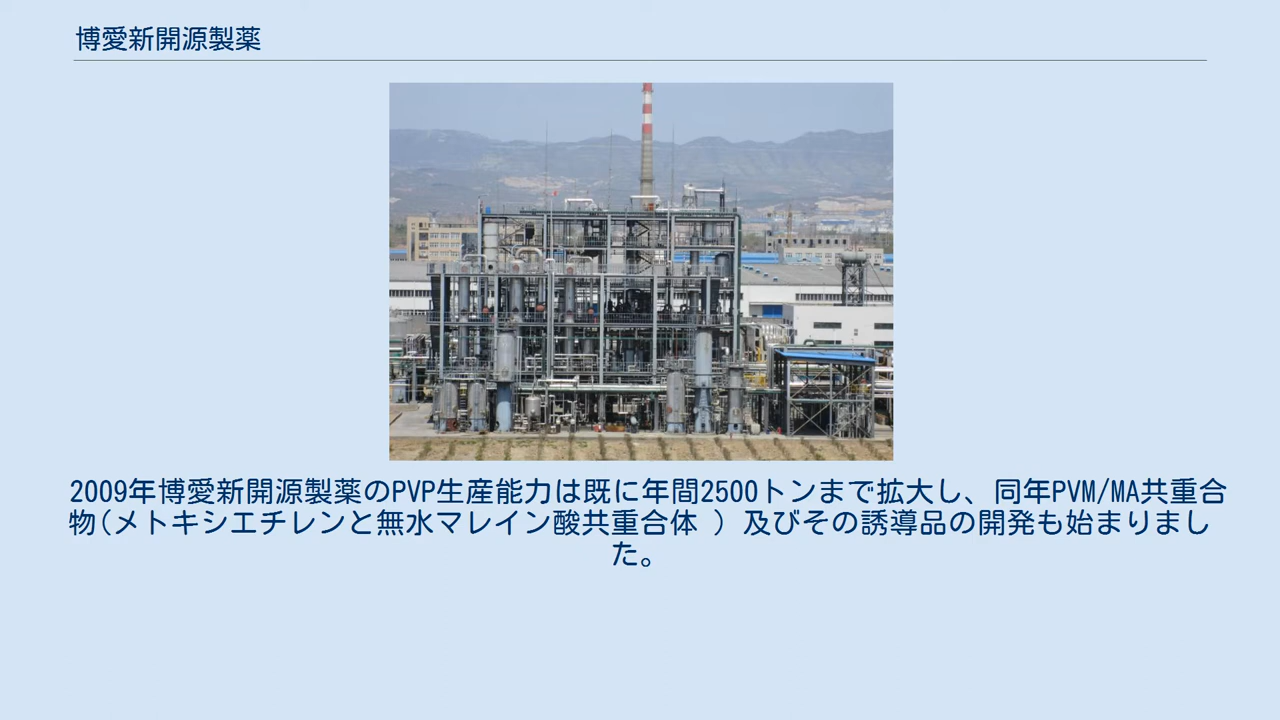 博愛新開源製薬
2009年博愛新開源製薬のPVP生産能力は既に年間2500トンまで拡大し、同年PVM/MA共重合
物(メトキシエチレンと無水マレイン酸共重合体 ) 及びその誘導品の開発も始まりまし
た。